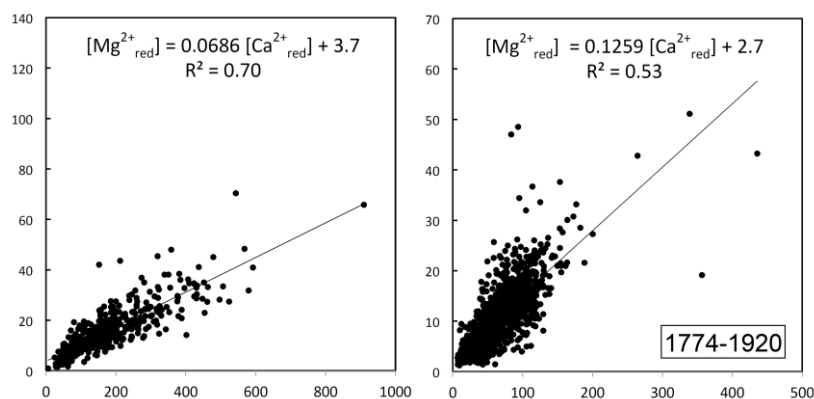 [Mg²⁺red] = 0.0686 [Ca²⁺red] + 3.7
R² = 0.70
140
120
100
80
60
40
20
0
0 200 400 600 800 1000
[Mg²⁺red] = 0.1259 [Ca²⁺red] + 2.7
R² = 0.53
70
60
50
40
30
20
10
0
1774-1920
0 100 200 300 400 500